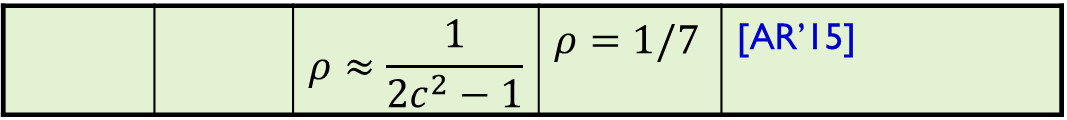 ρ ≈ 1/(2c² − 1)
ρ = 1/7
[AR'15]